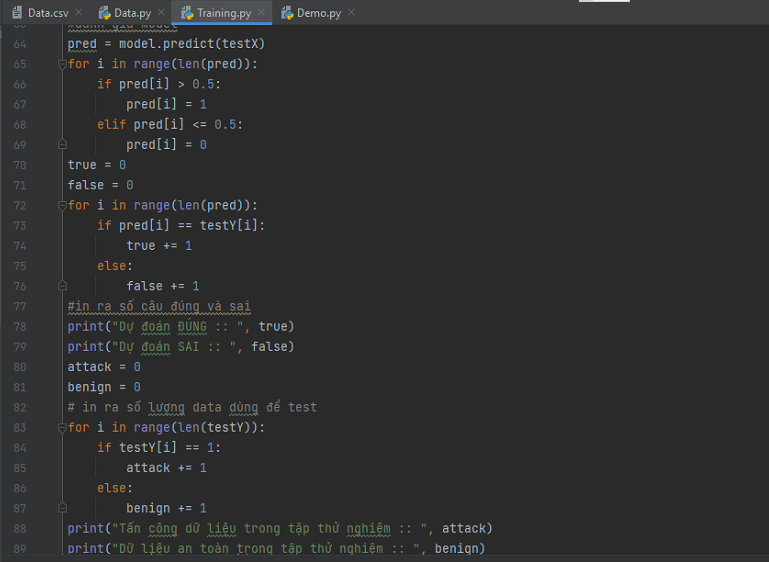 Data.csv Data.py Training.py Demo.py
64 pred = model.predict(testX)
65 for i in range(len(pred)):
66 if pred[i] > 0.5:
67 pred[i] = 1
68 elif pred[i] <= 0.5:
69 pred[i] = 0
70 true = 0
71 false = 0
72 for i in range(len(pred)):
73 if pred[i] == testY[i]:
74 true += 1
75 else:
76 false += 1
77 #in ra số câu đúng và sai
78 print("Dự đoán ĐÚNG :: ", true)
79 print("Dự đoán SAI :: ", false)
80 attack = 0
81 benign = 0
82 # in ra số lượng data dùng để test
83 for i in range(len(testY)):
84 if testY[i] == 1:
85 attack += 1
86 else:
87 benign += 1
88 print("Tấn công dữ liệu trong tập thử nghiệm :: ", attack)
89 print("Dữ liệu an toàn trong tập thử nghiệm :: ", benign)